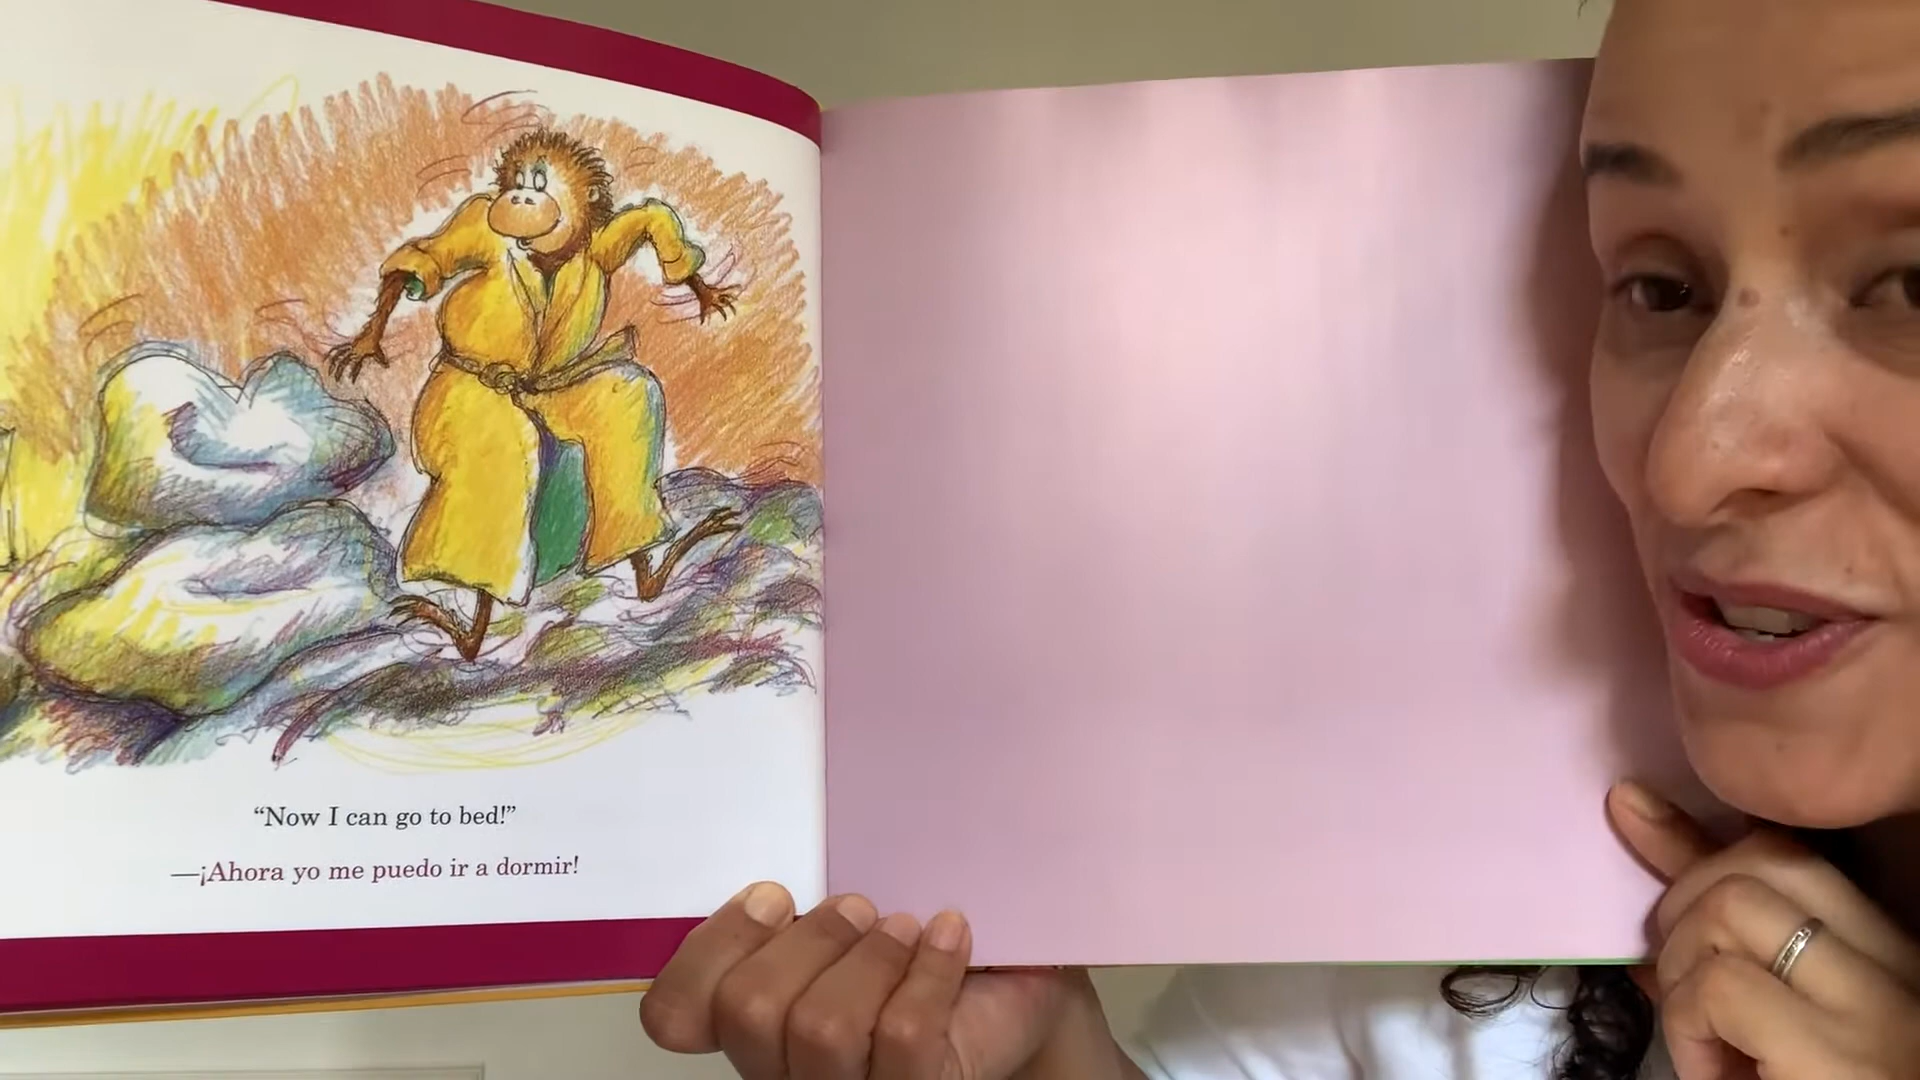 “Now I can go to bed!”
—¡Ahora yo me puedo ir a dormir!